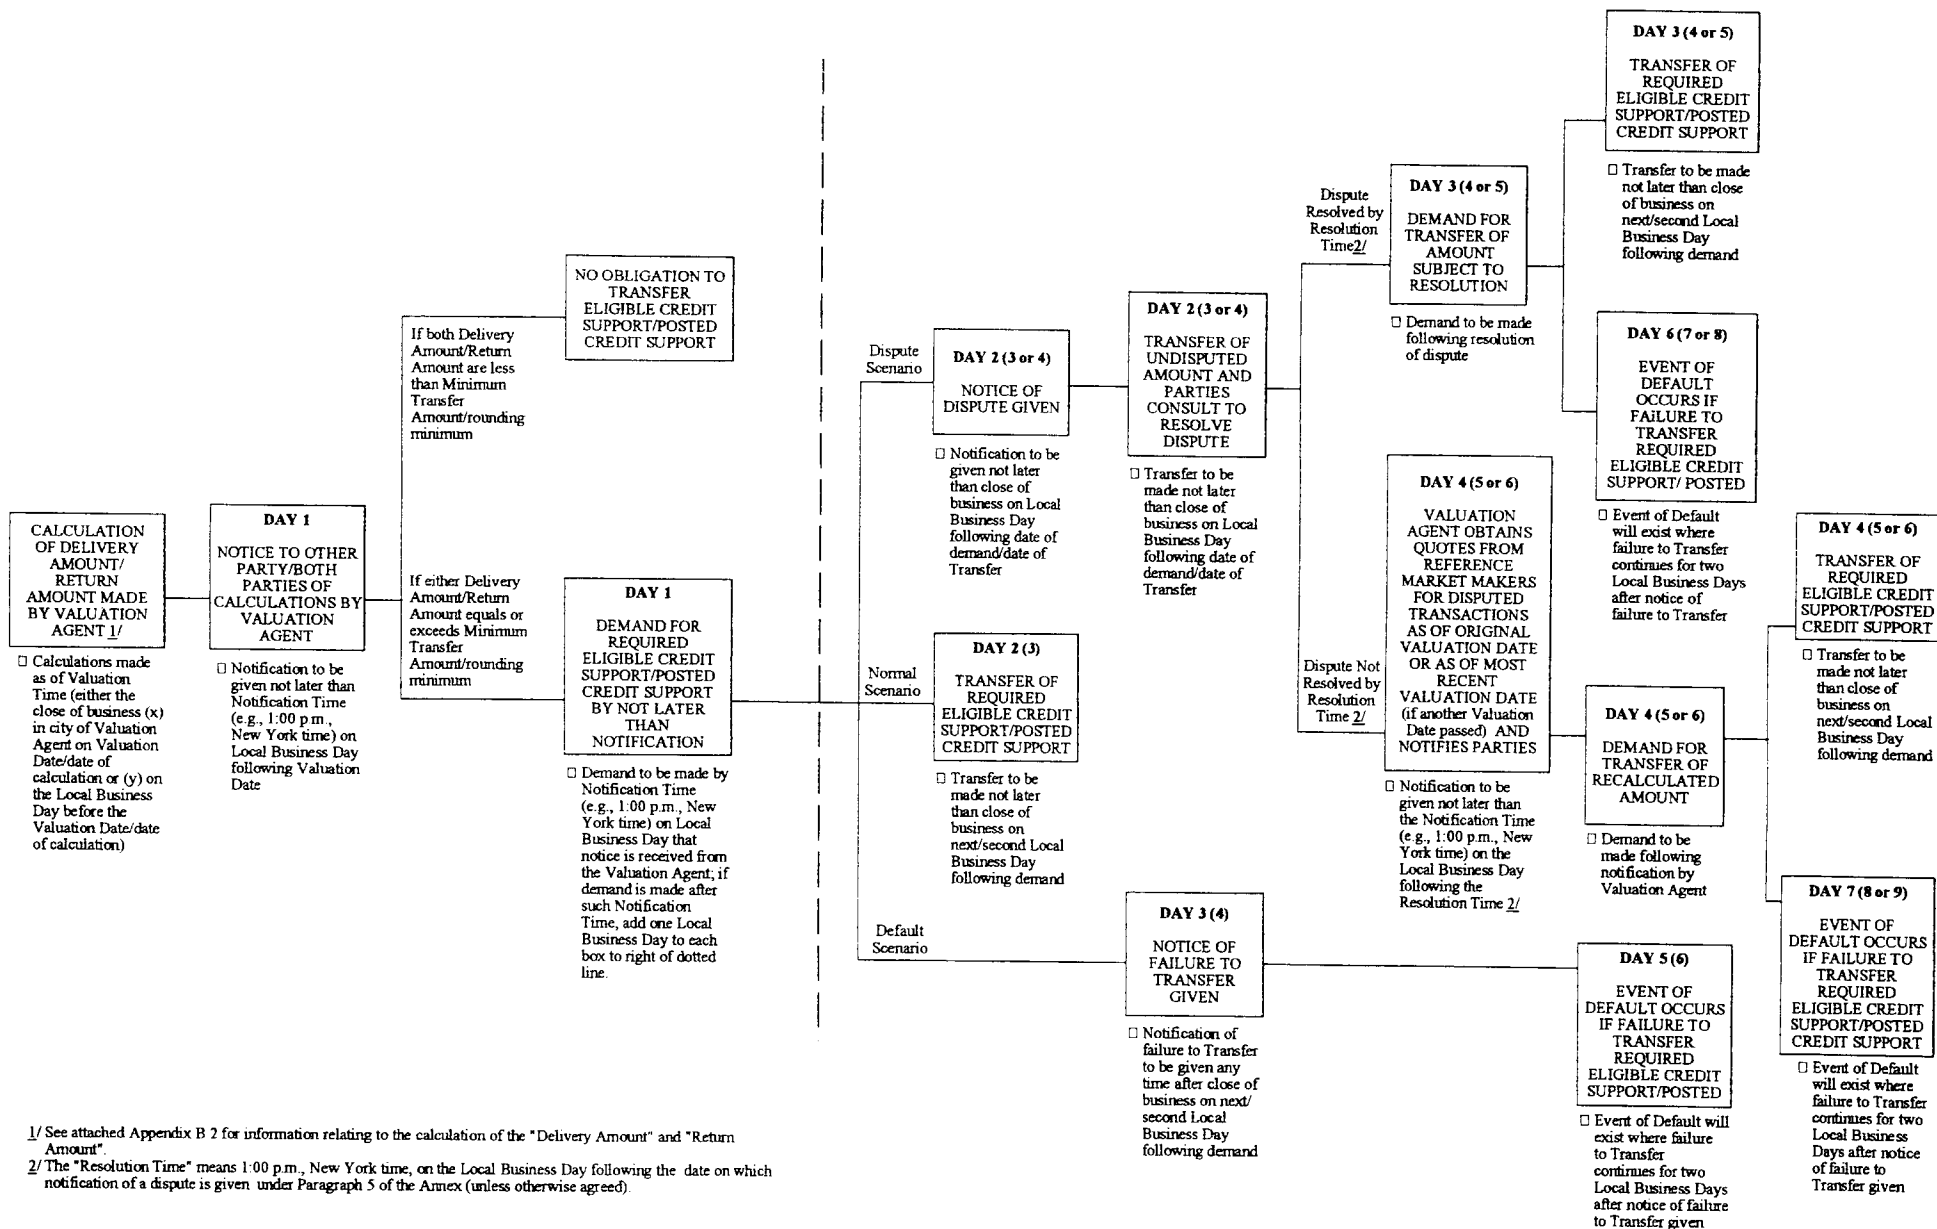 CALCULATION
OF DELIVERY
AMOUNT/
RETURN
AMOUNT MADE
BY VALUATION
AGENT 1/
□ Calculations made
as of Valuation
Time (either the
close of business (x)
in city of Valuation
Agent on Valuation
Date/date of
calculation or (y) on
the Local Business
Day before the
Valuation Date/date
of calculation)
DAY 1
NOTICE TO OTHER
PARTY/BOTH
PARTIES OF
CALCULATIONS BY
VALUATION
AGENT
□ Notification to be
given not later than
Notification Time
(e.g., 1:00 p.m.,
New York time) on
Local Business Day
following Valuation
Date
If both Delivery
Amount/Return
Amount are less
than Minimum
Transfer
Amount/rounding
minimum
NO OBLIGATION TO
TRANSFER
ELIGIBLE CREDIT
SUPPORT/POSTED
CREDIT SUPPORT
If either Delivery
Amount/Return
Amount equals or
exceeds Minimum
Transfer
Amount/rounding
minimum
DAY 1
DEMAND FOR
REQUIRED
ELIGIBLE CREDIT
SUPPORT/POSTED
CREDIT SUPPORT
BY NOT LATER
THAN
NOTIFICATION
□ Demand to be made by
Notification Time
(e.g., 1:00 p.m., New
York time) on Local
Business Day that
notice is received from
the Valuation Agent; if
demand is made after
such Notification
Time, add one Local
Business Day to each
box to right of dotted
line.
Dispute
Scenario
DAY 2 (3 or 4)
NOTICE OF
DISPUTE GIVEN
□ Notification to be
given not later
than close of
business on Local
Business Day
following date of
demand/date of
Transfer
DAY 2 (3 or 4)
TRANSFER OF
UNDISPUTED
AMOUNT AND
PARTIES
CONSULT TO
RESOLVE
DISPUTE
□ Transfer to be
made not later
than close of
business on Local
Business Day
following date of
demand/date of
Transfer
Normal
Scenario
DAY 2 (3)
TRANSFER OF
REQUIRED
ELIGIBLE CREDIT
SUPPORT/POSTED
CREDIT SUPPORT
□ Transfer to be
made not later
than close of
business on
next/second Local
Business Day
following demand
Default
Scenario
DAY 3 (4)
NOTICE OF
FAILURE TO
TRANSFER
GIVEN
□ Notification of
failure to Transfer
to be given any
time after close of
business on next/
second Local
Business Day
following demand
Dispute
Resolved by
Resolution
Time2/
DAY 3 (4 or 5)
DEMAND FOR
TRANSFER OF
AMOUNT
SUBJECT TO
RESOLUTION
□ Demand to be made
following resolution
of dispute
DAY 3 (4 or 5)
TRANSFER OF
REQUIRED
ELIGIBLE CREDIT
SUPPORT/POSTED
CREDIT SUPPORT
□ Transfer to be made
not later than close
of business on
next/second Local
Business Day
following demand
DAY 6 (7 or 8)
EVENT OF
DEFAULT
OCCURS IF
FAILURE TO
TRANSFER
REQUIRED
ELIGIBLE CREDIT
SUPPORT/ POSTED
□ Event of Default
will exist where
failure to Transfer
continues for two
Local Business Days
after notice of
failure to Transfer
Dispute Not
Resolved by
Resolution
Time 2/
DAY 4 (5 or 6)
VALUATION
AGENT OBTAINS
QUOTES FROM
REFERENCE
MARKET MAKERS
FOR DISPUTED
TRANSACTIONS
AS OF ORIGINAL
VALUATION DATE
OR AS OF MOST
RECENT
VALUATION DATE
(if another Valuation
Date passed) AND
NOTIFIES PARTIES
□ Notification to be
given not later than
the Notification Time
(e.g., 1:00 p.m., New
York time) on the
Local Business Day
following the
Resolution Time 2/
DAY 4 (5 or 6)
DEMAND FOR
TRANSFER OF
RECALCULATED
AMOUNT
□ Demand to be
made following
notification by
Valuation Agent
DAY 4 (5 or 6)
TRANSFER OF
REQUIRED
ELIGIBLE CREDIT
SUPPORT/POSTED
CREDIT SUPPORT
□ Transfer to be
made not later
than close of
business on
next/second Local
Business Day
following demand
DAY 7 (8 or 9)
EVENT OF
DEFAULT OCCURS
IF FAILURE TO
TRANSFER
REQUIRED
ELIGIBLE CREDIT
SUPPORT/POSTED
CREDIT SUPPORT
□ Event of Default
will exist where
failure to Transfer
continues for two
Local Business
Days after notice
of failure to
Transfer given
DAY 5 (6)
EVENT OF
DEFAULT OCCURS
IF FAILURE TO
TRANSFER
REQUIRED
ELIGIBLE CREDIT
SUPPORT/POSTED
□ Event of Default will
exist where failure
to Transfer
continues for two
Local Business Days
after notice of failure
to Transfer given
1/ See attached Appendix B 2 for information relating to the calculation of the "Delivery Amount" and "Return
Amount".
2/ The "Resolution Time" means 1:00 p.m., New York time, on the Local Business Day following the date on which
notification of a dispute is given under Paragraph 5 of the Annex (unless otherwise agreed).